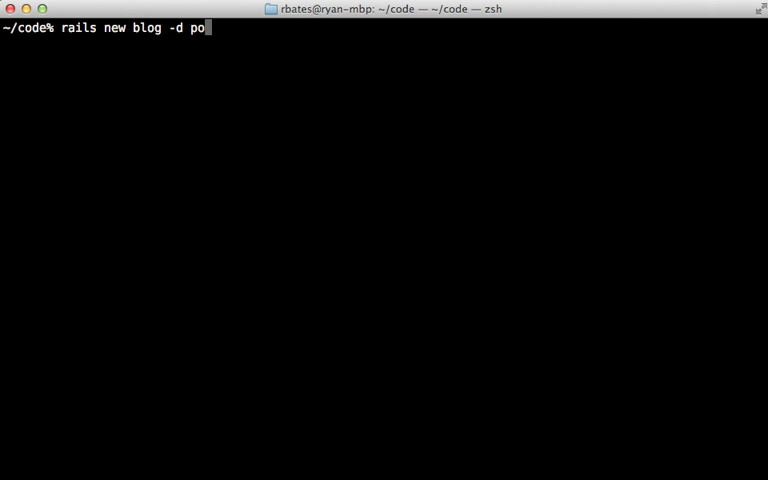 rbates@ryan-mbp: ~/code — ~/code — zsh
~/code% rails new blog -d po